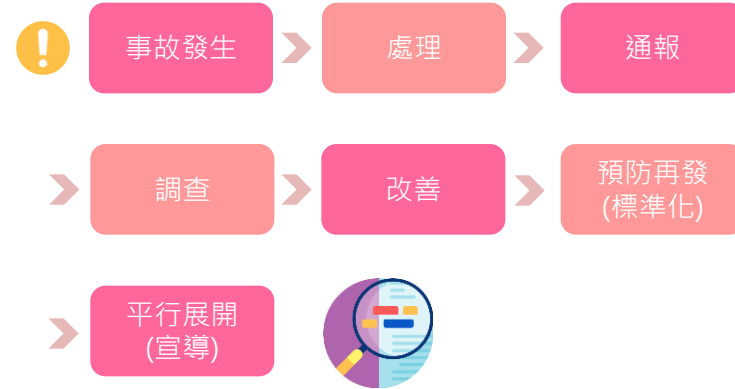 事故發生
處理
通報
調查
改善
預防再發
(標準化)
平行展開
(宣導)